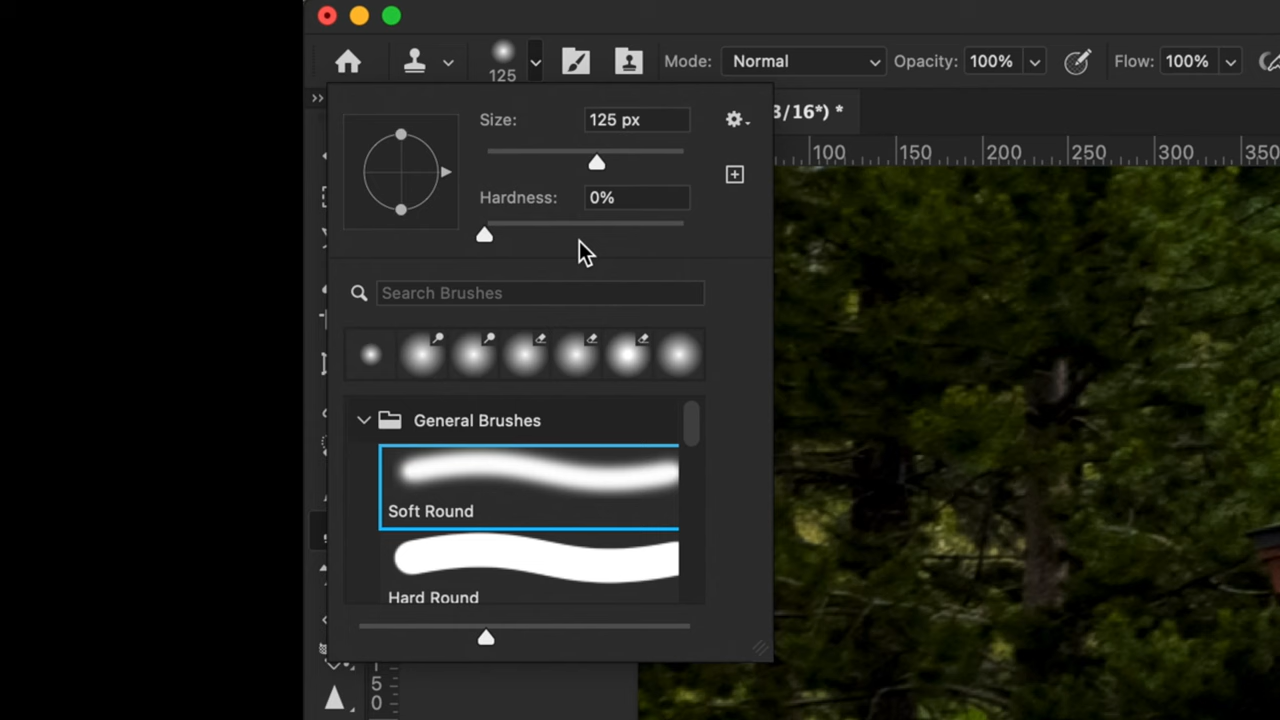 125
Mode: Normal Opacity: 100% Flow: 100%
Size: 125 px
3/16*) *
100 150 200 250 300 350
Hardness: 0%
Search Brushes
General Brushes
Soft Round
Hard Round
5
0